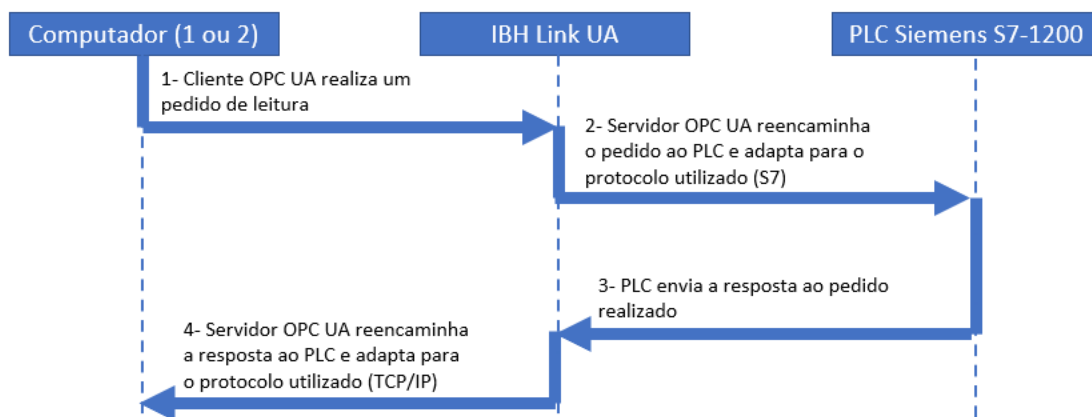 Computador (1 ou 2)
IBH Link UA
PLC Siemens S7-1200
1- Cliente OPC UA realiza um
pedido de leitura
2- Servidor OPC UA reencaminha
o pedido ao PLC e adapta para o
protocolo utilizado (S7)
3- PLC envia a resposta ao pedido
realizado
4- Servidor OPC UA reencaminha
a resposta ao PLC e adapta para
o protocolo utilizado (TCP/IP)